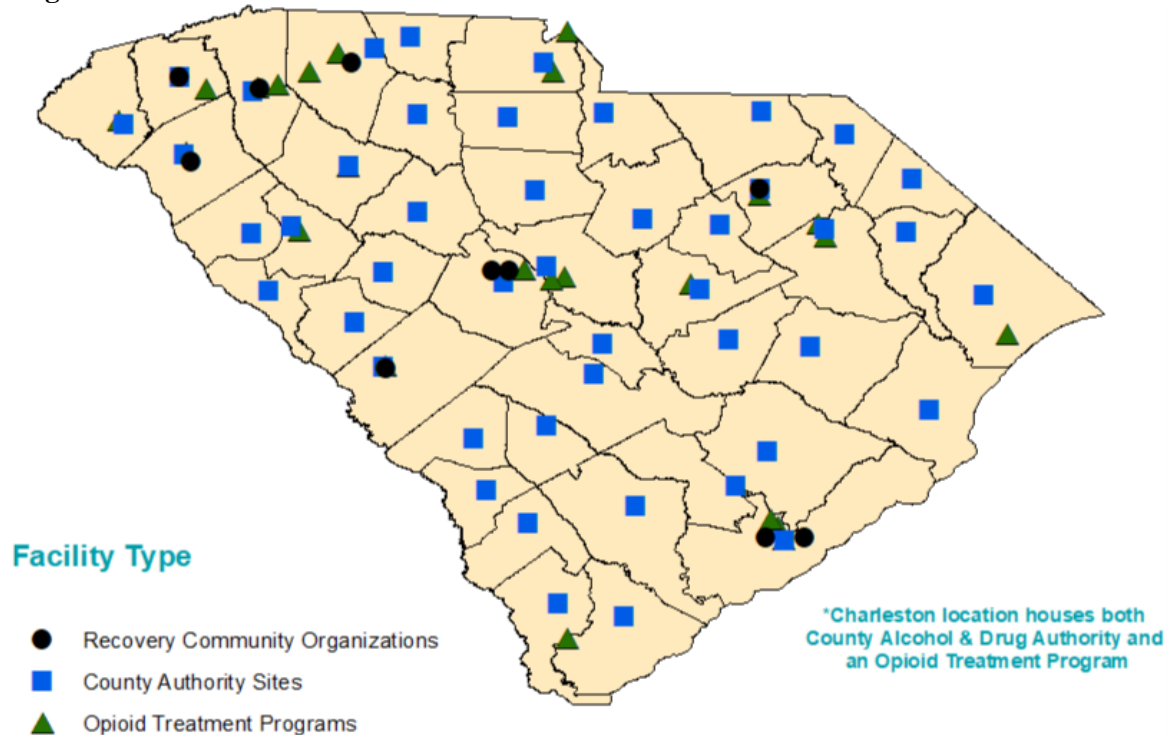 Facility Type
Recovery Community Organizations
County Authority Sites
Opioid Treatment Programs
*Charleston location houses both
County Alcohol & Drug Authority and
an Opioid Treatment Program